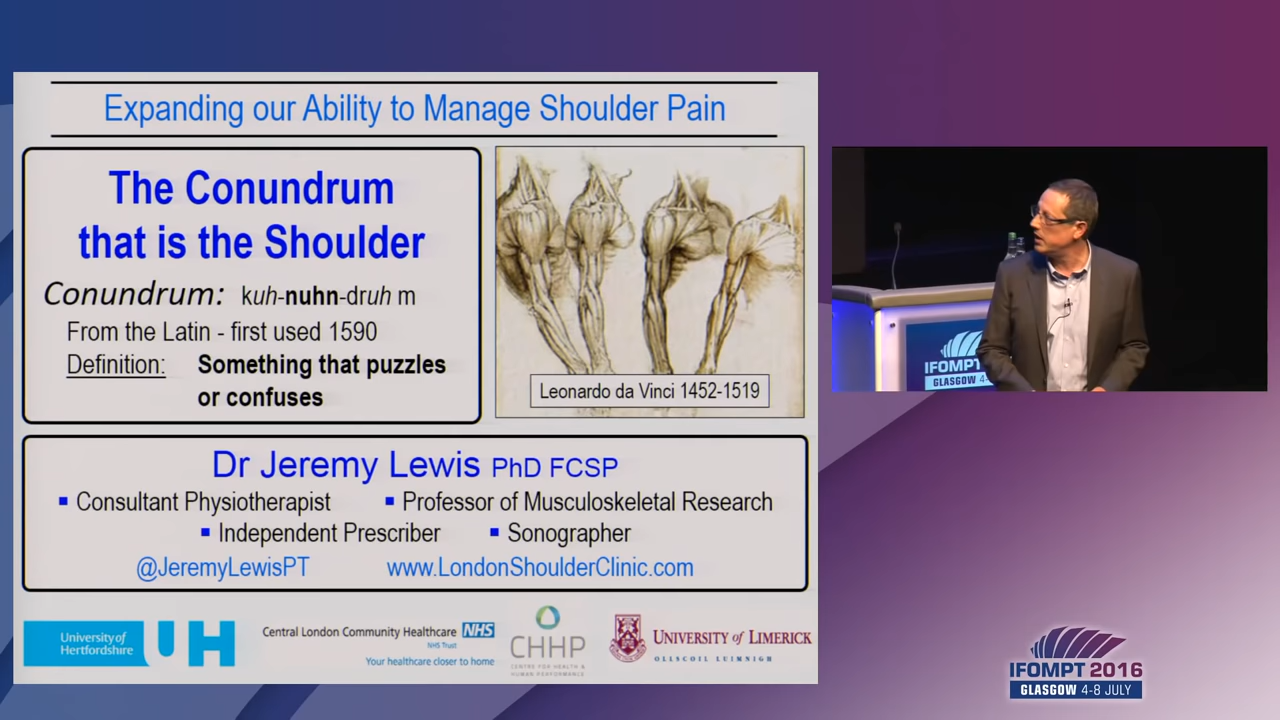 Expanding our Ability to Manage Shoulder Pain
The Conundrum
that is the Shoulder
Conundrum: kuh-nuhn-druh m
From the Latin - first used 1590
Definition: Something that puzzles
or confuses
Leonardo da Vinci 1452-1519
Dr Jeremy Lewis PhD FCSP
▪ Consultant Physiotherapist ▪ Professor of Musculoskeletal Research
▪ Independent Prescriber ▪ Sonographer
@JeremyLewisPT www.LondonShoulderClinic.com
University of
Hertfordshire
UH
Central London Community Healthcare NHS
NHS Trust
Your healthcare closer to home
CHHP
CENTRE FOR HEALTH &
HUMAN PERFORMANCE
UNIVERSITY of LIMERICK
OLLSCOIL LUIMNIGH
IFOMPT
GLASGOW 4-
IFOMPT 2016
GLASGOW 4-8 JULY